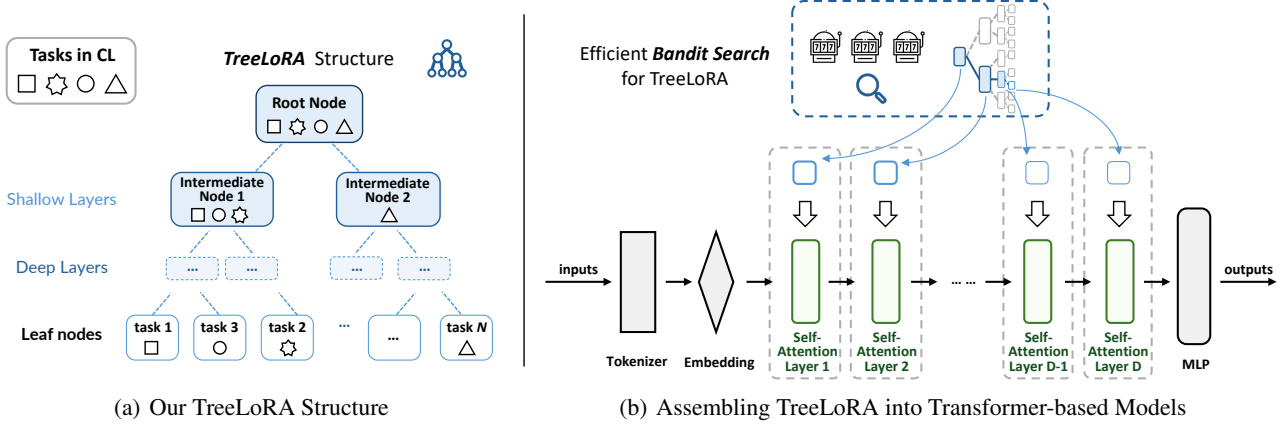 Tasks in CL
TreeLoRA Structure
Root Node
Shallow Layers
Intermediate
Node 1
Intermediate
Node 2
Deep Layers
...
...
...
...
Leaf nodes
task 1
task 3
task 2
...
...
task N
(a) Our TreeLoRA Structure
Efficient Bandit Search
for TreeLoRA
777
777
777
inputs
Tokenizer
Embedding
Self-
Attention
Layer 1
Self-
Attention
Layer 2
... ...
Self-
Attention
Layer D-1
Self-
Attention
Layer D
MLP
outputs
(b) Assembling TreeLoRA into Transformer-based Models